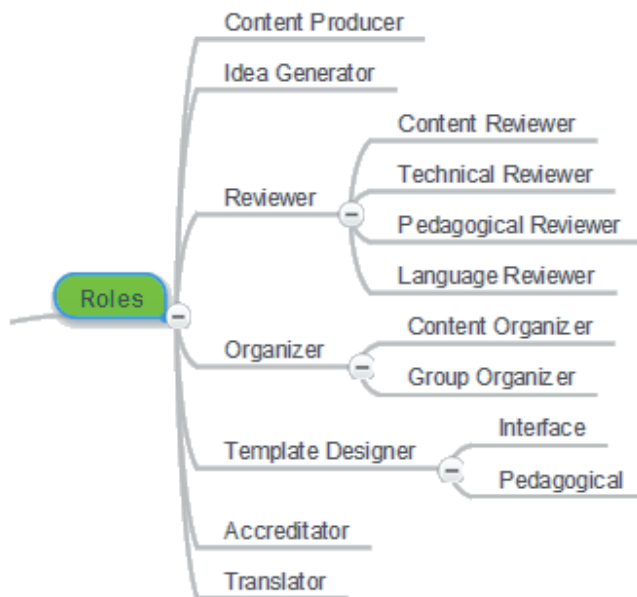 Content Producer
Idea Generator
Content Reviewer
Technical Reviewer
Reviewer
Pedagogical Reviewer
Language Reviewer
Roles
Content Organizer
Organizer
Group Organizer
Interface
Template Designer
Pedagogical
Accreditator
Translator